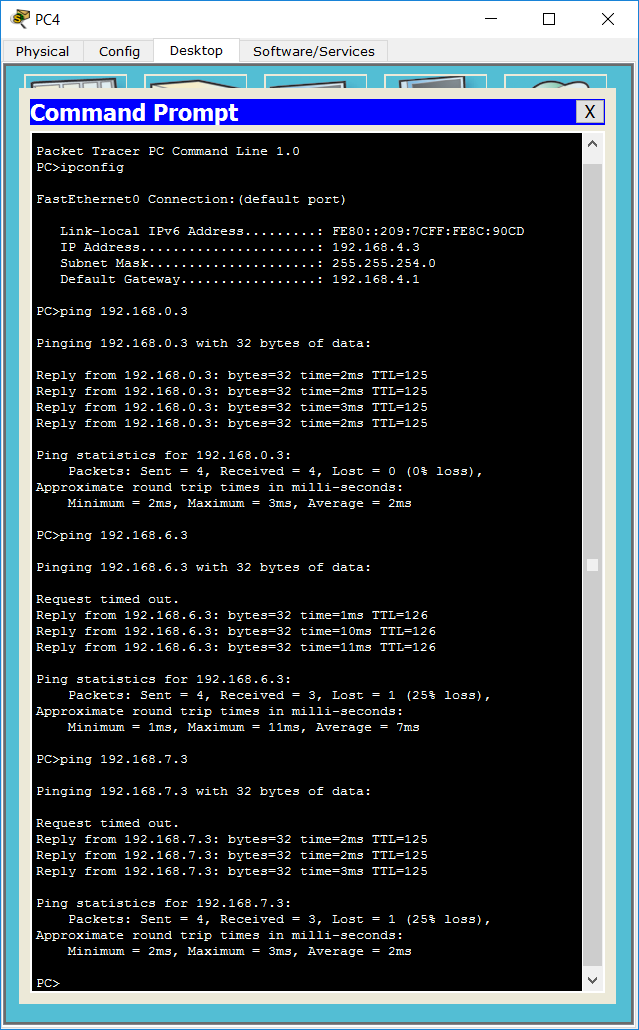 PC4
Physical Config Desktop Software/Services
Command Prompt X
Packet Tracer PC Command Line 1.0
PC>ipconfig
FastEthernet0 Connection:(default port)
Link-local IPv6 Address.........: FE80::209:7CFF:FE8C:90CD
IP Address......................: 192.168.4.3
Subnet Mask.....................: 255.255.254.0
Default Gateway.................: 192.168.4.1
PC>ping 192.168.0.3
Pinging 192.168.0.3 with 32 bytes of data:
Reply from 192.168.0.3: bytes=32 time=2ms TTL=125
Reply from 192.168.0.3: bytes=32 time=2ms TTL=125
Reply from 192.168.0.3: bytes=32 time=3ms TTL=125
Reply from 192.168.0.3: bytes=32 time=2ms TTL=125
Ping statistics for 192.168.0.3:
Packets: Sent = 4, Received = 4, Lost = 0 (0% loss),
Approximate round trip times in milli-seconds:
Minimum = 2ms, Maximum = 3ms, Average = 2ms
PC>ping 192.168.6.3
Pinging 192.168.6.3 with 32 bytes of data:
Request timed out.
Reply from 192.168.6.3: bytes=32 time=1ms TTL=126
Reply from 192.168.6.3: bytes=32 time=10ms TTL=126
Reply from 192.168.6.3: bytes=32 time=11ms TTL=126
Ping statistics for 192.168.6.3:
Packets: Sent = 4, Received = 3, Lost = 1 (25% loss),
Approximate round trip times in milli-seconds:
Minimum = 1ms, Maximum = 11ms, Average = 7ms
PC>ping 192.168.7.3
Pinging 192.168.7.3 with 32 bytes of data:
Request timed out.
Reply from 192.168.7.3: bytes=32 time=2ms TTL=125
Reply from 192.168.7.3: bytes=32 time=2ms TTL=125
Reply from 192.168.7.3: bytes=32 time=3ms TTL=125
Ping statistics for 192.168.7.3:
Packets: Sent = 4, Received = 3, Lost = 1 (25% loss),
Approximate round trip times in milli-seconds:
Minimum = 2ms, Maximum = 3ms, Average = 2ms
PC>